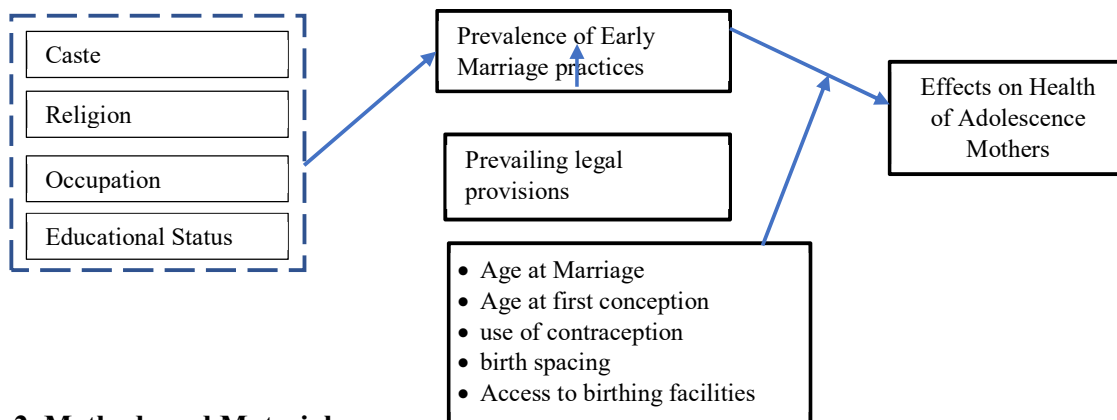 Caste
Religion
Occupation
Educational Status
Prevalence of Early
Marriage practices
Prevailing legal
provisions
• Age at Marriage
• Age at first conception
• use of contraception
• birth spacing
• Access to birthing facilities
Effects on Health
of Adolescence
Mothers